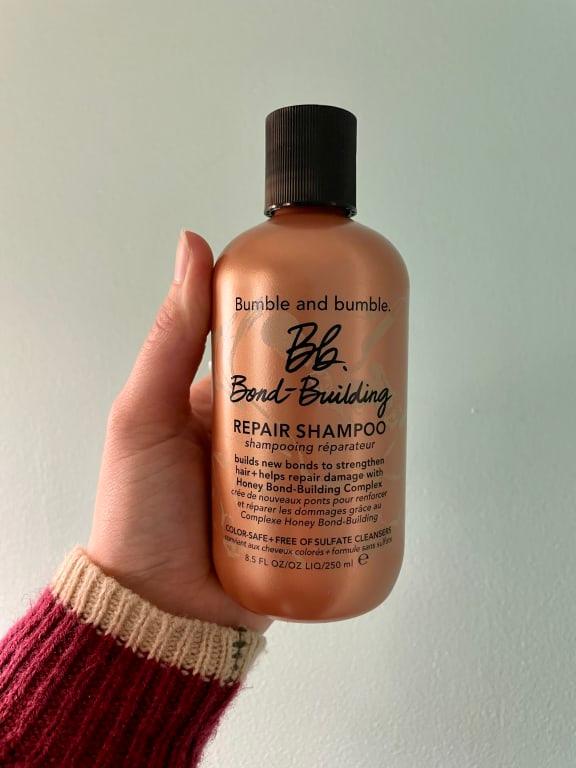 Bumble and bumble.
Bb.
Bond-Building
REPAIR SHAMPOO
shampooing réparateur
builds new bonds to strengthen
hair+helps repair damage with
Honey Bond-Building Complex
crée de nouveaux ponts pour renforcer
et réparer les dommages grâce au
Complexe Honey Bond-Building
COLOR-SAFE+FREE OF SULFATE CLEANSERS
convient aux cheveux colorés+formule sans sulfate
8.5 FL OZ/OZ LIQ/250 ml ℮